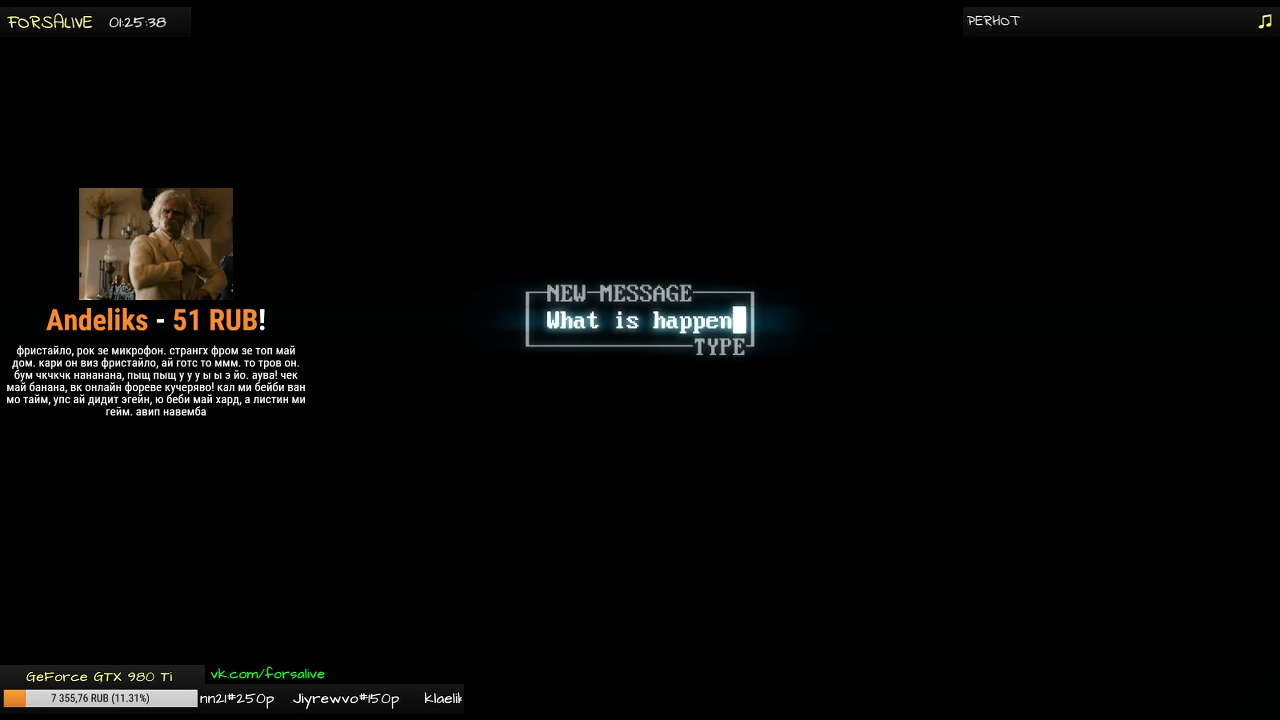 FORSALIVE 01:25:38
PERHOT
NEW MESSAGE
What is happen
TYPE
Andeliks - 51 RUB!
фристайло, рок зе микрофон. странгх фром зе топ май
дом. кари он виз фристайло, ай готс то ммм. то тров он.
бум чкчкчк нананана, пыщ пыщ у у у ы ы э йо. аува! чек
май банана, вк онлайн фореве кучеряво! кал ми бейби ван
мо тайм, упс ай дидит эгейн, ю беби май хард, а листин ми
гейм. авип навемба
GeForce GTX 980 Ti
vk.com/forsalive
7 355,76 RUB (11.31%)
nn21#250p Jiyrewvo#150p Klaelik